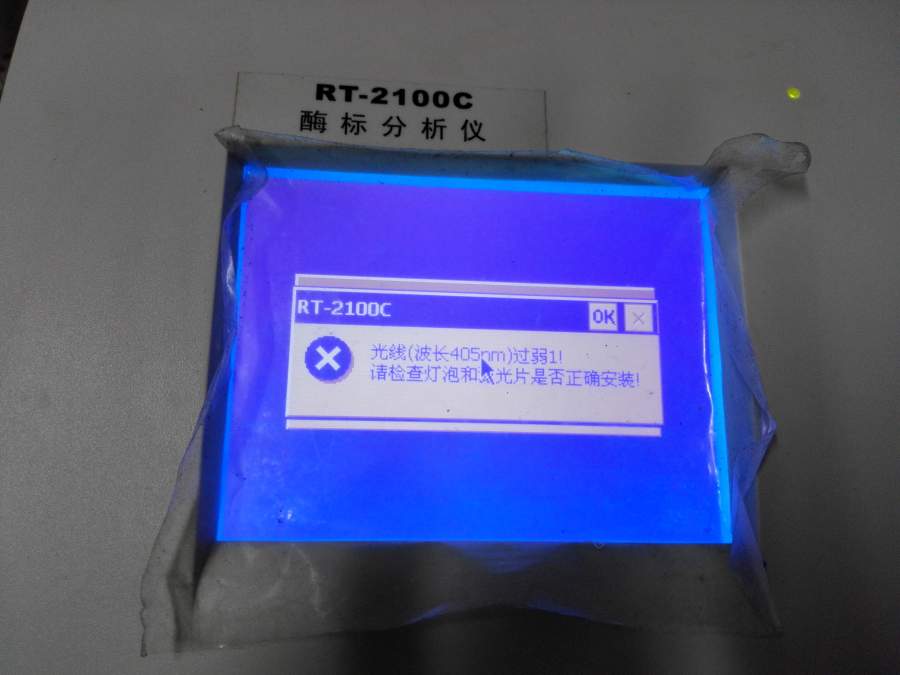 RT-2100C
酶标分析仪
RT-2100C OK
光线(波长405nm)过弱1!
请检查灯泡和滤光片是否正确安装!